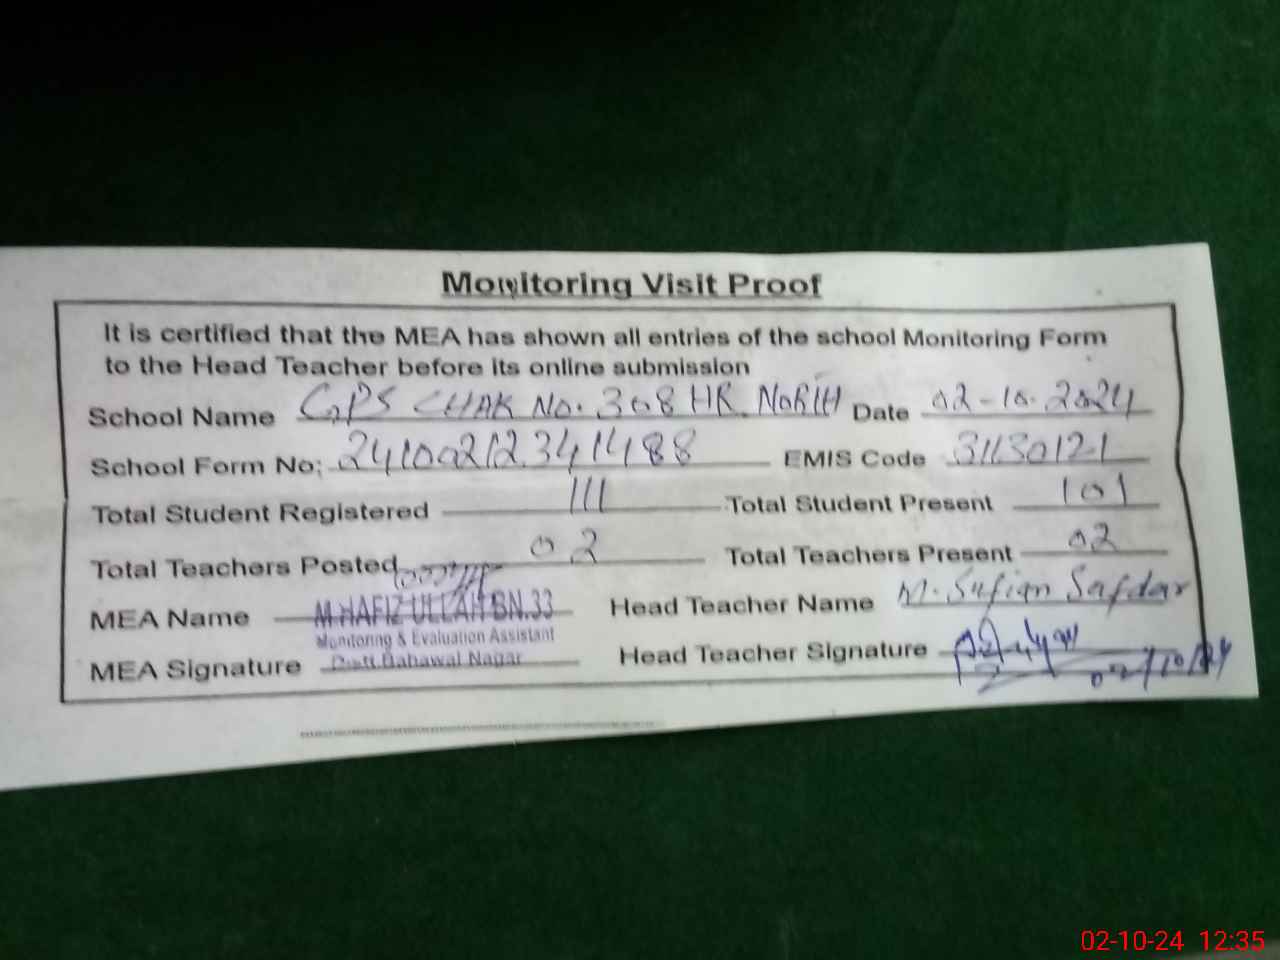 Monitoring Visit Proof
It is certified that the MEA has shown all entries of the school Monitoring Form
to the Head Teacher before its online submission
School Name GPS CHAK No. 308 HR NORTH Date 02-10-2024
School Form No: 24100212341488 EMIS Code 31130121
Total Student Registered 111 Total Student Present 101
Total Teachers Posted 02 Total Teachers Present 02
MEA Name M.HAFIZ ULLAH BN.33 Head Teacher Name M. Sufian Safdar
Monitoring & Evaluation Assistant
MEA Signature Distt. Bahawal Nagar Head Teacher Signature
02/10/24
02-10-24 12:35